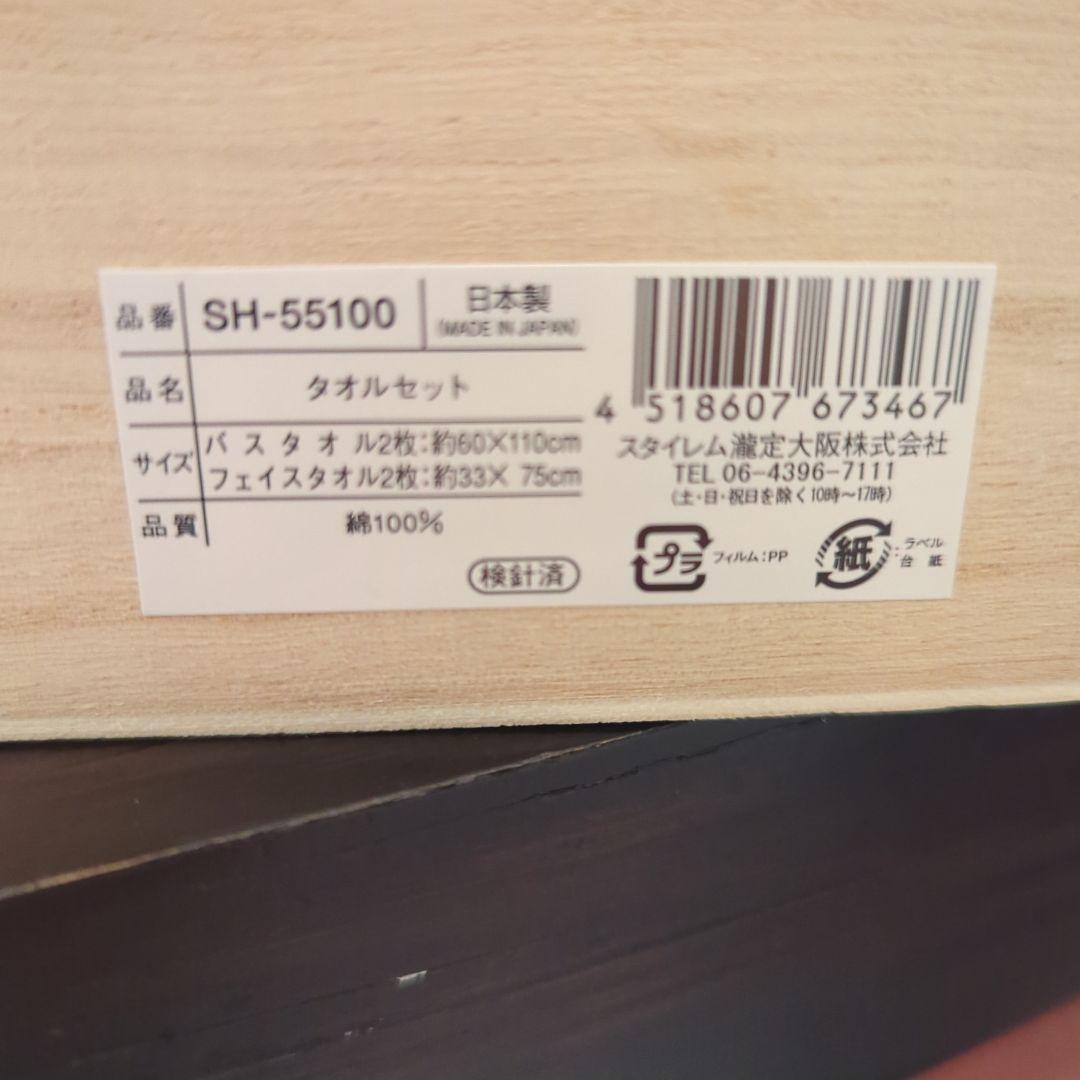 品番 SH-55100 日本製
(MADE IN JAPAN)
品名 タオルセット
サイズ バスタオル2枚:約60×110cm
フェイスタオル2枚:約33× 75cm
品質 綿100%
検針済
4 518607 673467
スタイレム瀧定大阪株式会社
TEL 06-4396-7111
(土・日・祝日を除く10時〜17時)
プラ フィルム:PP
紙 :ラベル
台紙